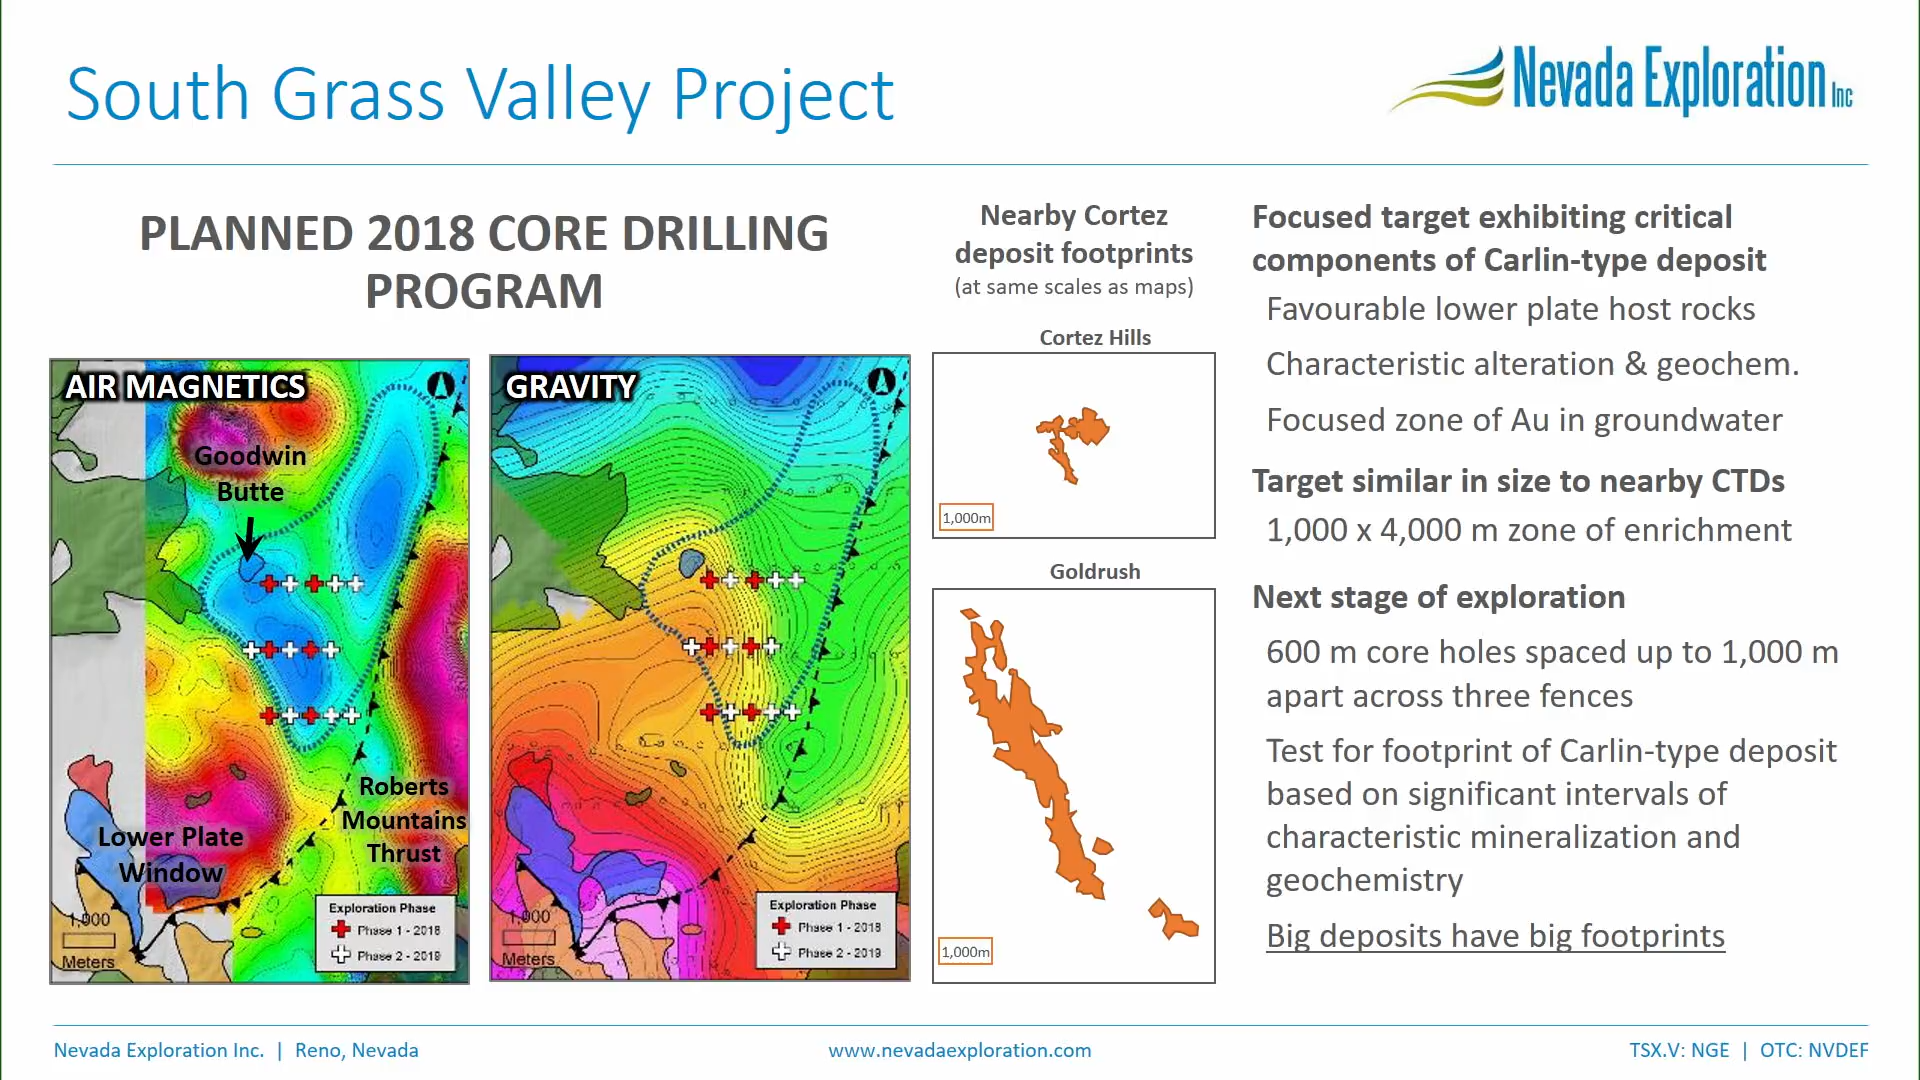 South Grass Valley Project
Nevada Exploration Inc
PLANNED 2018 CORE DRILLING
PROGRAM
AIR MAGNETICS
Goodwin
Butte
Roberts
Mountains
Thrust
Lower Plate
Window
1,000
Meters
Exploration Phase
Phase 1 - 2018
Phase 2 - 2019
GRAVITY
1,000
Meters
Exploration Phase
Phase 1 - 2018
Phase 2 - 2019
Nearby Cortez
deposit footprints
(at same scales as maps)
Cortez Hills
1,000m
Goldrush
1,000m
Focused target exhibiting critical
components of Carlin-type deposit
Favourable lower plate host rocks
Characteristic alteration & geochem.
Focused zone of Au in groundwater
Target similar in size to nearby CTDs
1,000 x 4,000 m zone of enrichment
Next stage of exploration
600 m core holes spaced up to 1,000 m
apart across three fences
Test for footprint of Carlin-type deposit
based on significant intervals of
characteristic mineralization and
geochemistry
Big deposits have big footprints
Nevada Exploration Inc. | Reno, Nevada
www.nevadaexploration.com
TSX.V: NGE | OTC: NVDEF